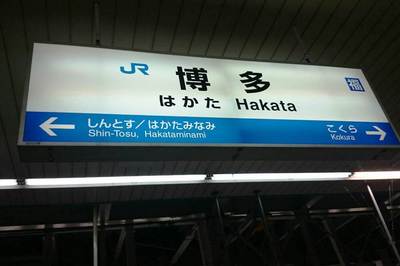 JR 博多 福
はかた Hakata
← しんとす/はかたみなみ こくら →
Shin-Tosu, Hakataminami Kokura